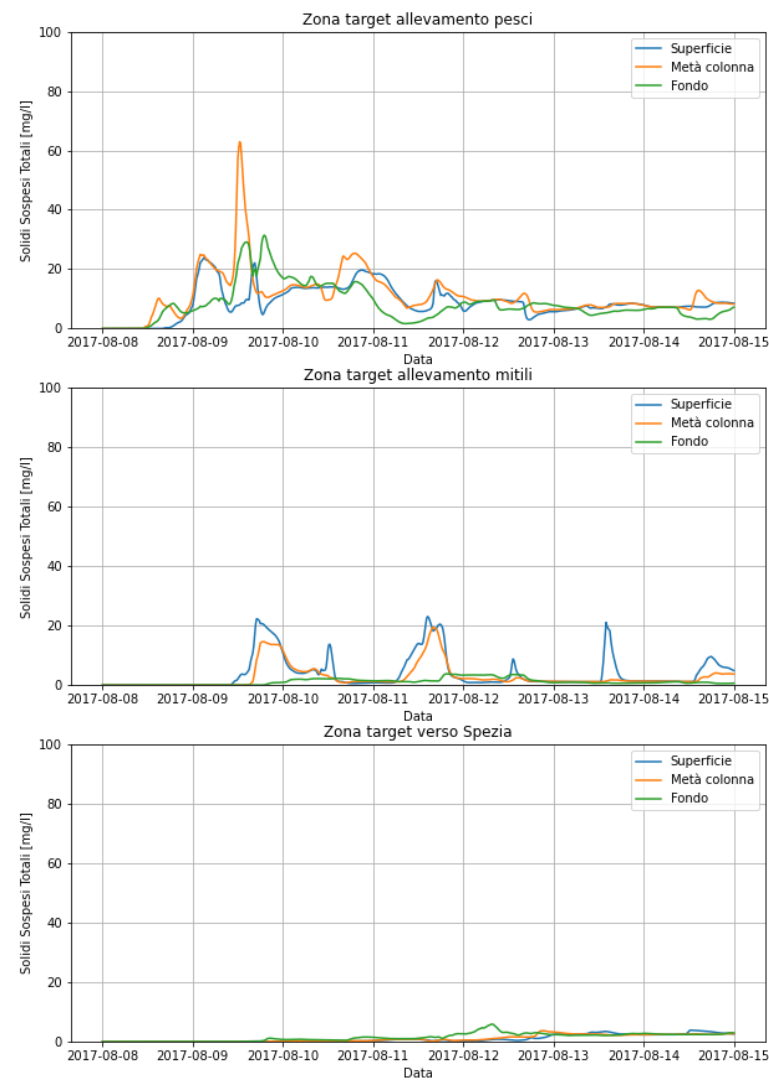 Zona target allevamento pesci
100
80
60
40
20
0
Solidi Sospesi Totali [mg/l]
Superficie
Metà colonna
Fondo
2017-08-08 2017-08-09 2017-08-10 2017-08-11 2017-08-12 2017-08-13 2017-08-14 2017-08-15
Data
Zona target allevamento mitili
100
80
60
40
20
0
Solidi Sospesi Totali [mg/l]
Superficie
Metà colonna
Fondo
2017-08-08 2017-08-09 2017-08-10 2017-08-11 2017-08-12 2017-08-13 2017-08-14 2017-08-15
Data
Zona target verso Spezia
100
80
60
40
20
0
Solidi Sospesi Totali [mg/l]
Superficie
Metà colonna
Fondo
2017-08-08 2017-08-09 2017-08-10 2017-08-11 2017-08-12 2017-08-13 2017-08-14 2017-08-15
Data